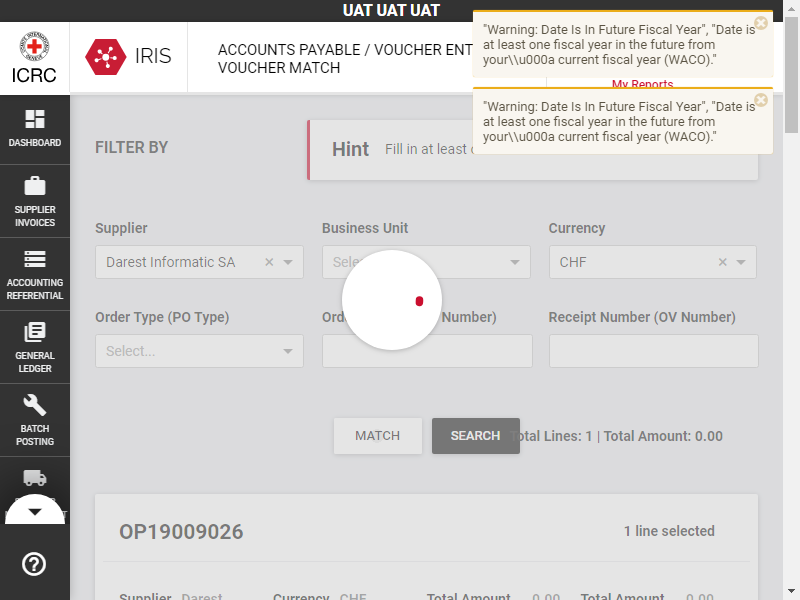 UAT UAT UAT
ICRC
IRIS
ACCOUNTS PAYABLE / VOUCHER
VOUCHER MATCH
My Reports
"Warning: Date Is In Future Fiscal Year", "Date is
at least one fiscal year in the future from
your\\u000a current fiscal year (WACO)."
"Warning: Date Is In Future Fiscal Year", "Date is
at least one fiscal year in the future from
your\\u000a current fiscal year (WACO)."
DASHBOARD
SUPPLIER
INVOICES
ACCOUNTING
REFERENTIAL
GENERAL
LEDGER
BATCH
POSTING
FILTER BY
Hint Fill in at least
Supplier Business Unit Currency
Darest Informatic SA CHF
Order Type (PO Type) Number) Receipt Number (OV Number)
Select...
MATCH SEARCH Total Lines: 1 | Total Amount: 0.00
OP19009026 1 line selected
Supplier Darest Currency CHF Total Amount 0.00 Total Amount 0.00